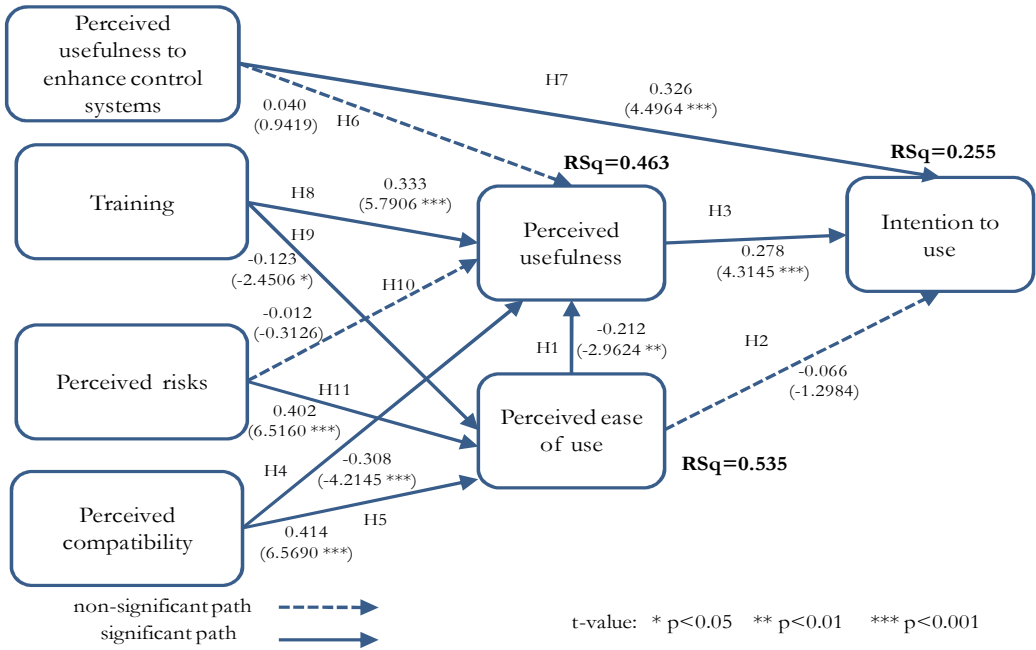 Perceived
usefulness to
enhance control
systems
H7
0.326
(4.4964 ***)
0.040
(0.9419)
H6
RSq=0.463
RSq=0.255
Training
H8
0.333
(5.7906 ***)
H9
-0.123
(-2.4506 *)
Perceived
usefulness
H3
0.278
(4.3145 ***)
Intention to
use
H10
-0.012
(-0.3126)
H1
-0.212
(-2.9624 **)
H2
-0.066
(-1.2984)
Perceived risks
H11
0.402
(6.5160 ***)
Perceived ease
of use
RSq=0.535
H4
-0.308
(-4.2145 ***)
Perceived
compatibility
H5
0.414
(6.5690 ***)
non-significant path
significant path
t-value: * p<0.05 ** p<0.01 *** p<0.001